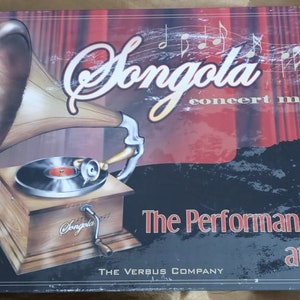 Songola
concert m
The Performan
a
Songola
THE VERBUS COMPANY